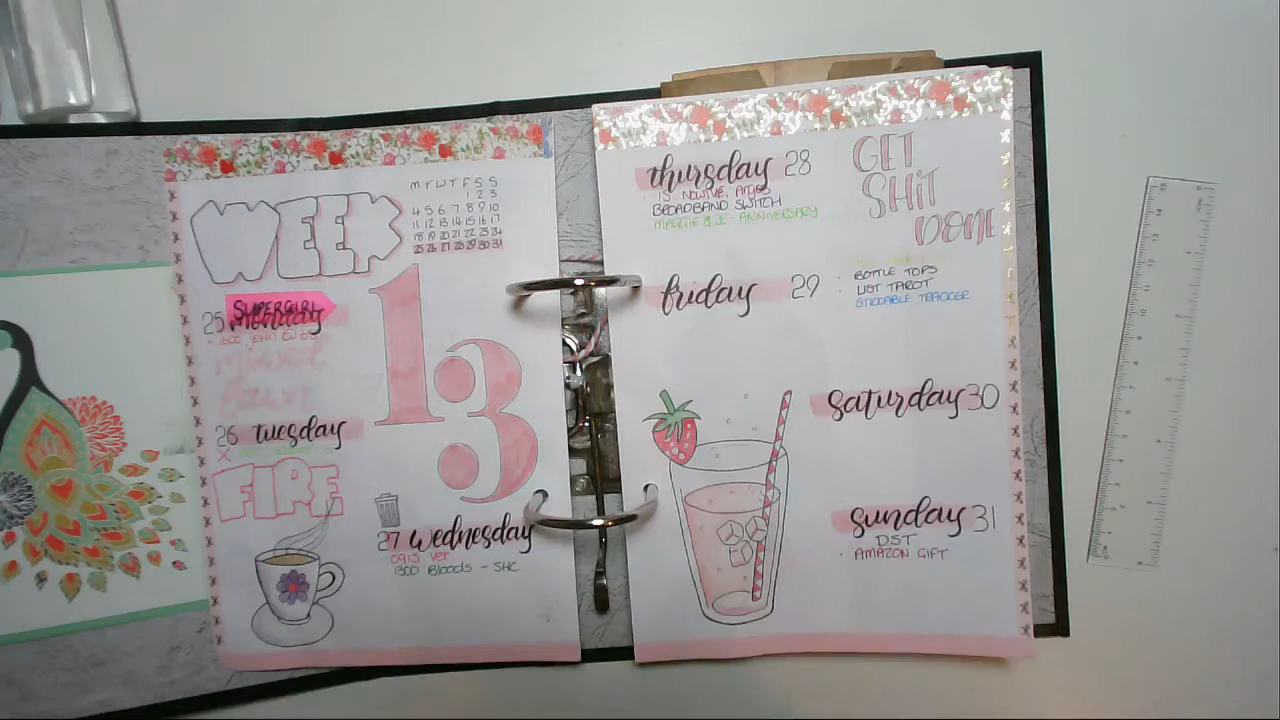 WEEK
M T W T F S S
1 2 3
4 5 6 7 8 9 10
11 12 13 14 15 16 17
18 19 20 21 22 23 24
25 26 27 28 29 30 31
13
SUPERGIRL
25 monday
26 tuesday
X
FIRE
27 wednesday
0915 Vet
1300 Bloods - SHC
thursday 28
BROADBAND SWITCH
ANNIVERSARY
friday 29
saturday 30
sunday 31
DST
• AMAZON GIFT
GET
SHiT
DONE
• BOTTLE TOPS
• LIST TAROT
TRACKER